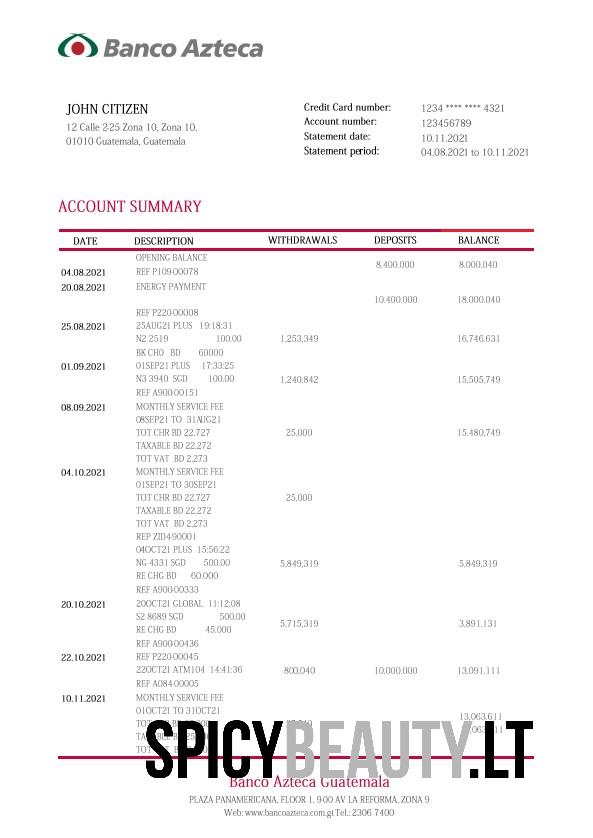 Banco Azteca
JOHN CITIZEN
12 Calle 2-25 Zona 10, Zona 10,
01010 Guatemala, Guatemala
Credit Card number: 1234 **** **** 4321
Account number: 123456789
Statement date: 10.11.2021
Statement period: 04.08.2021 to 10.11.2021
ACCOUNT SUMMARY
DATE DESCRIPTION WITHDRAWALS DEPOSITS BALANCE
OPENING BALANCE
8.400.000 8.000.040
04.08.2021 REF P109-00078
20.08.2021 ENERGY PAYMENT
10.400.000 18.000.040
REF P220-00008
25.08.2021 25AUG21 PLUS 19:18:31
N2 2519 100.00 1,253,349 16,746.631
BK CHO BD 60000
01.09.2021 01SEP21 PLUS 17:33:25
N3 3940 SGD 100.00 1,240,842 15,505,749
REF A900-00151
08.09.2021 MONTHLY SERVICE FEE
08SEP21 TO 31AUG21
TOT CHR BD 22,727 25,000 15.480,749
TAXABLE BD 22,272
TOT VAT BD 2,273
04.10.2021 MONTHLY SERVICE FEE
01SEP21 TO 30SEP21
TOT CHR BD 22,727 25,000
TAXABLE BD 22,272
TOT VAT BD 2,273
REP ZID4-90001
04OCT21 PLUS 15:56:22
NG 4331 SGD 500.00 5,849,319 5,849,319
RE CHG BD 60,000
REF A900-00333
20.10.2021 20OCT21 GLOBAL 11:12:08
S2 8689 SGD 500.00 5,715,319 3,891,131
RE CHG BD 45.000
REF A900-00436
22.10.2021 REF P220-00045
22OCT21 ATM104 14:41:36 800,040 10.000.000 13,091.111
REF A084-00005
10.11.2021 MONTHLY SERVICE FEE
01OCT21 TO 31OCT21
13,063,611
SPICYBEAUTY.LT
Banco Azteca Guatemala
PLAZA PANAMERICANA, FLOOR 1, 9-00 AV LA REFORMA, ZONA 9
Web: www.bancoazteca.com.gt Tel.: 2306 7400